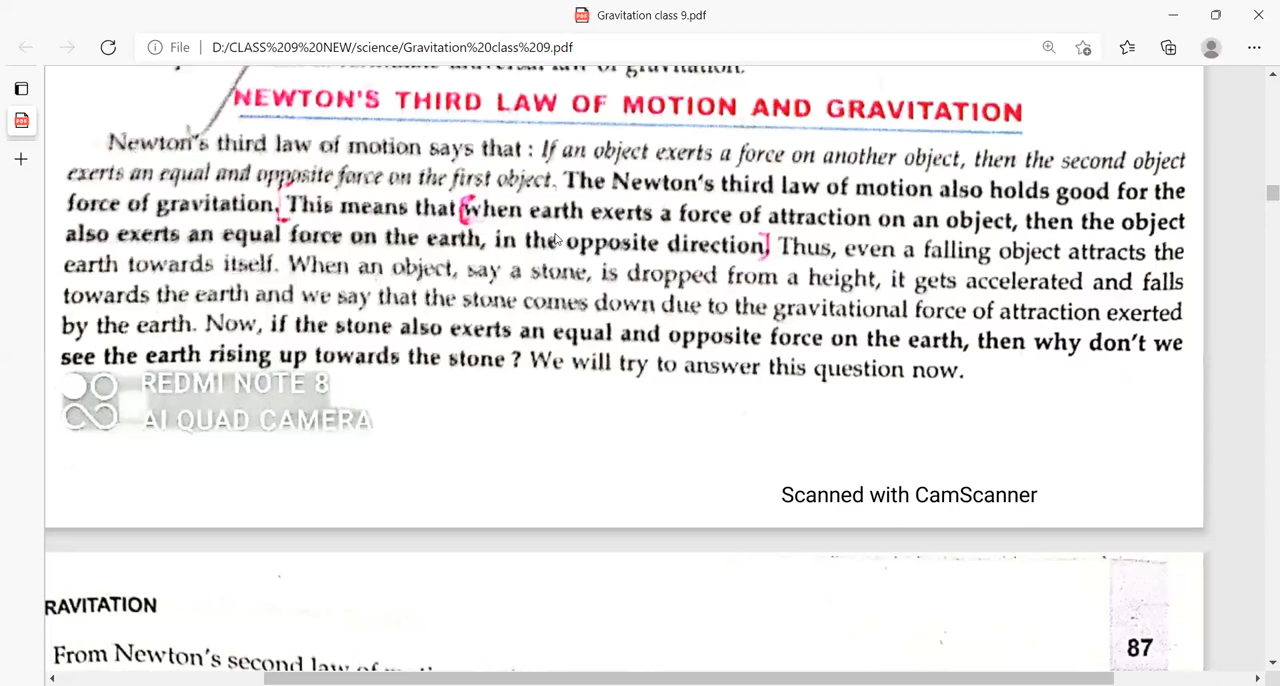 Gravitation class 9.pdf
File | D:/CLASS%209%20NEW/science/Gravitation%20class%209.pdf
law of gravitation.
NEWTON'S THIRD LAW OF MOTION AND GRAVITATION
Newton's third law of motion says that : If an object exerts a force on another object, then the second object
exerts an equal and opposite force on the first object. The Newton's third law of motion also holds good for the
force of gravitation. This means that when earth exerts a force of attraction on an object, then the object
also exerts an equal force on the earth, in the opposite direction. Thus, even a falling object attracts the
earth towards itself. When an object, say a stone, is dropped from a height, it gets accelerated and falls
towards the earth and we say that the stone comes down due to the gravitational force of attraction exerted
by the earth. Now, if the stone also exerts an equal and opposite force on the earth, then why don't we
see the earth rising up towards the stone ? We will try to answer this question now.
REDMI NOTE 8
AI QUAD CAMERA
Scanned with CamScanner
RAVITATION
87
From Newton's second law of